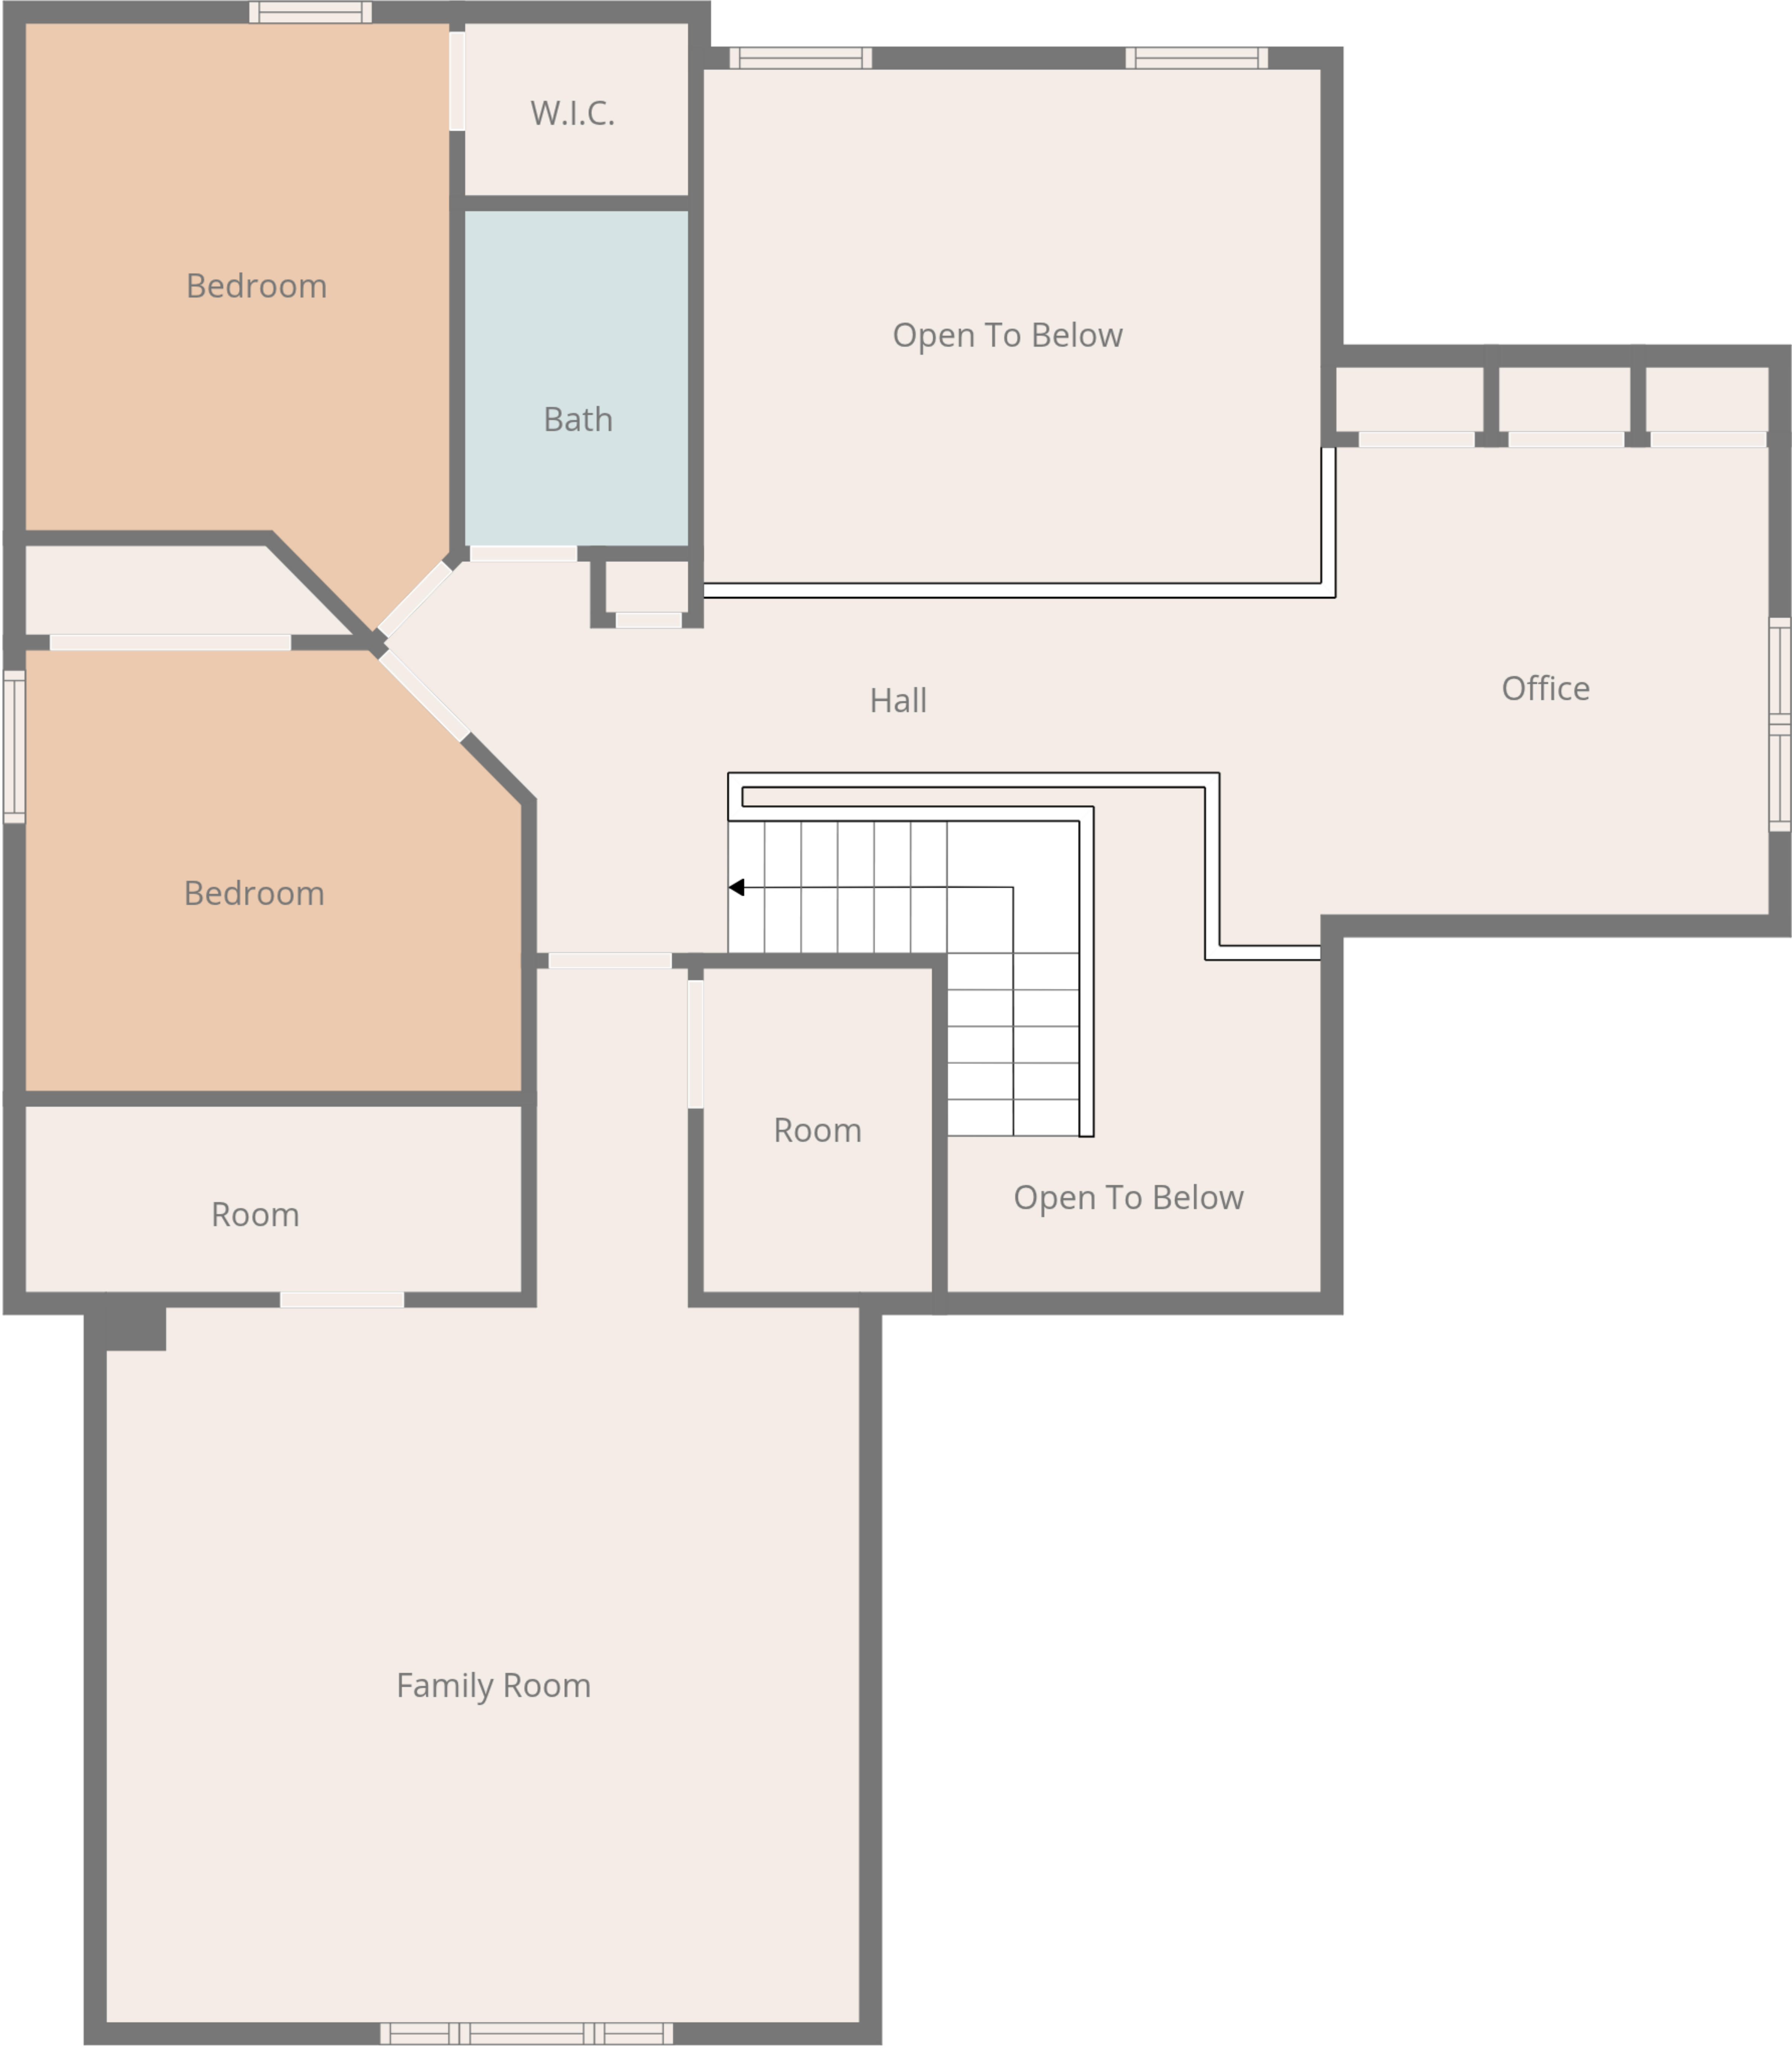 W.I.C.
Bedroom
Open To Below
Bath
Office
Hall
Bedroom
Room
Open To Below
Room
Family Room